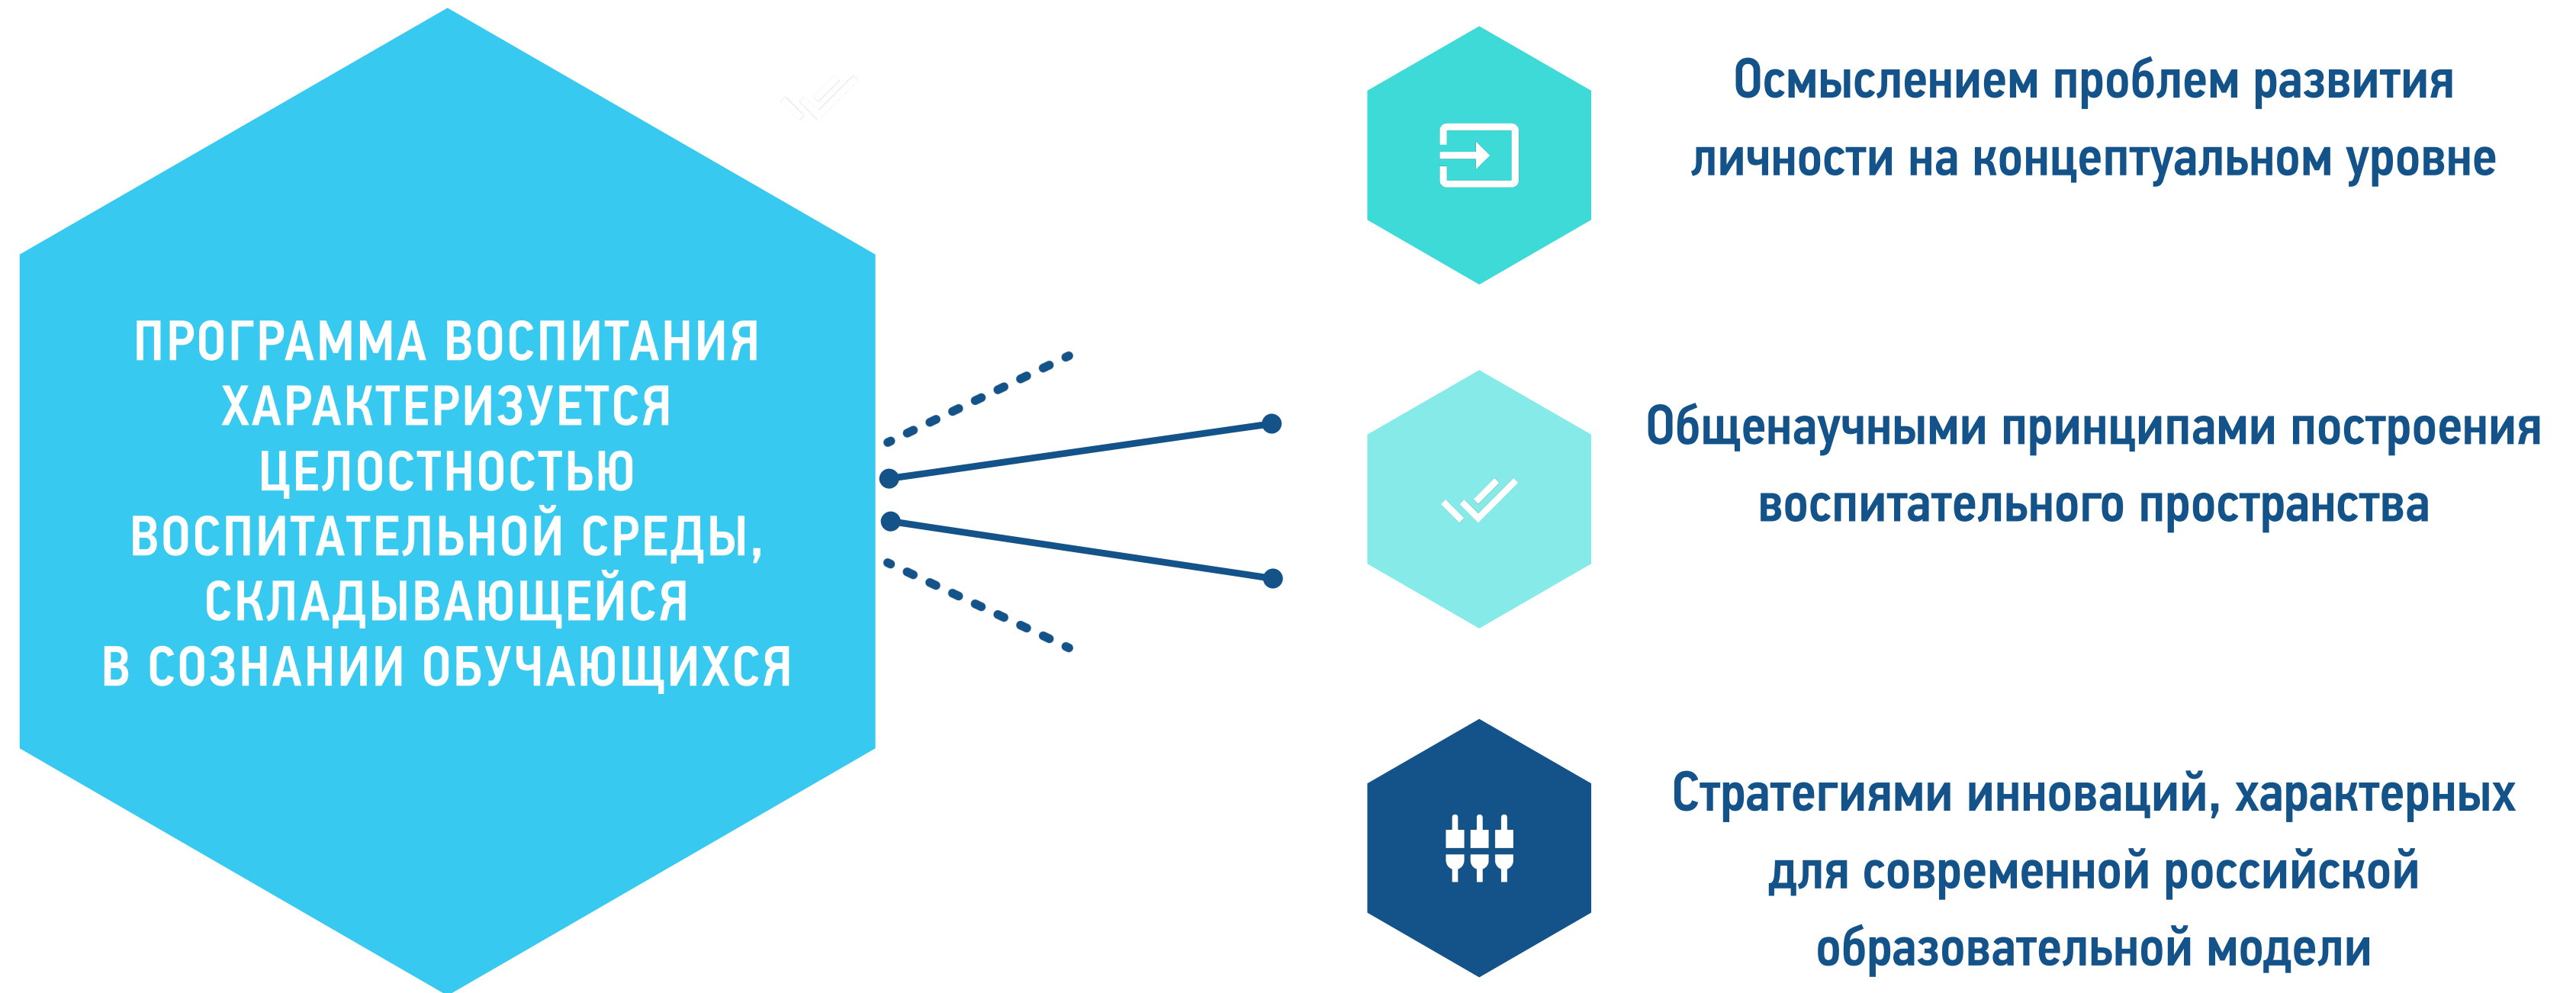 ПРОГРАММА ВОСПИТАНИЯ
ХАРАКТЕРИЗУЕТСЯ
ЦЕЛОСТНОСТЬЮ
ВОСПИТАТЕЛЬНОЙ СРЕДЫ,
СКЛАДЫВАЮЩЕЙСЯ
В СОЗНАНИИ ОБУЧАЮЩИХСЯ
Осмыслением проблем развития
личности на концептуальном уровне
Общенаучными принципами построения
воспитательного пространства
Стратегиями инноваций, характерных
для современной российской
образовательной модели